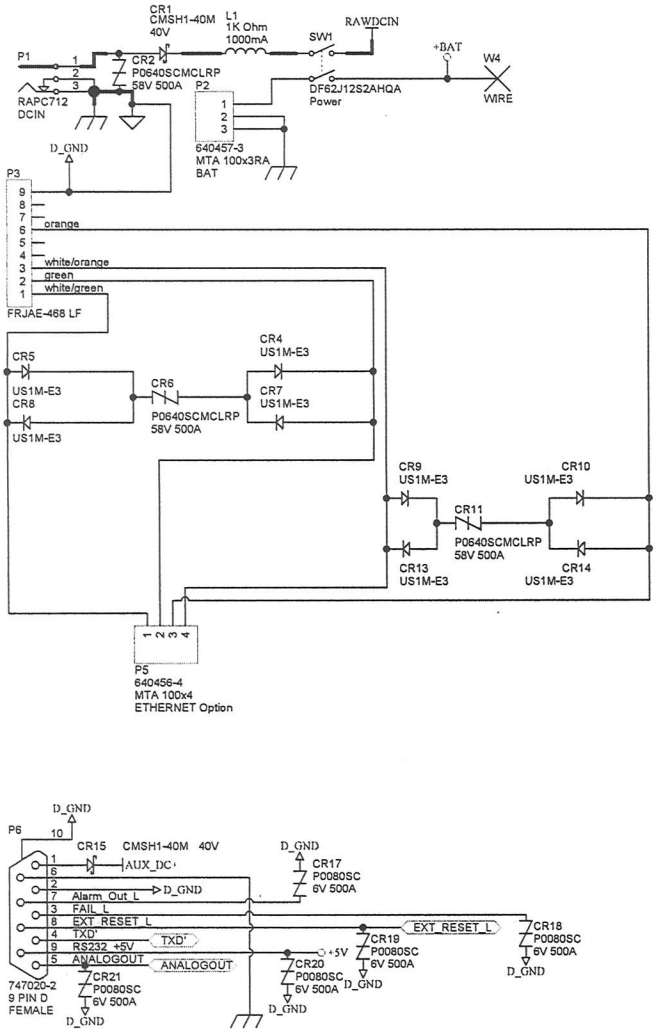 CR1
CMSH1-40M
40V
L1
1K Ohm
1000mA
SW1
RAWDCIN
+BAT
W4
WIRE
P1
1
2
3
RAPC712
DCIN
CR2
P0640SCMCLRP
58V 500A
P2
1
2
3
640457-3
MTA 100x3RA
BAT
DF62J12S2AHQA
Power
D_GND
P3
9
8
7
6
5
4
3
2
1
orange
white/orange
green
white/green
FRJAE-468 LF
CR5
US1M-E3
CR8
US1M-E3
CR6
P0640SCMCLRP
58V 500A
CR4
US1M-E3
CR7
US1M-E3
CR9
US1M-E3
CR13
US1M-E3
CR11
P0640SCMCLRP
58V 500A
CR10
US1M-E3
CR14
US1M-E3
1
2
3
4
P5
640456-4
MTA 100x4
ETHERNET Option
D_GND
P6
10
1
6
2
7
3
8
4
9
5
CR15
CMSH1-40M 40V
AUX_DC+
D_GND
Alarm_Out_L
FAIL_L
EXT_RESET_L
TXD'
RS232_+5V
ANALOGOUT
TXD'
ANALOGOUT
D_GND
CR17
P0080SC
6V 500A
EXT_RESET_L
CR18
P0080SC
6V 500A
D_GND
CR19
P0080SC
6V 500A
D_GND
+5V
CR20
P0080SC
6V 500A
D_GND
CR21
P0080SC
6V 500A
D_GND
747020-2
9 PIN D
FEMALE